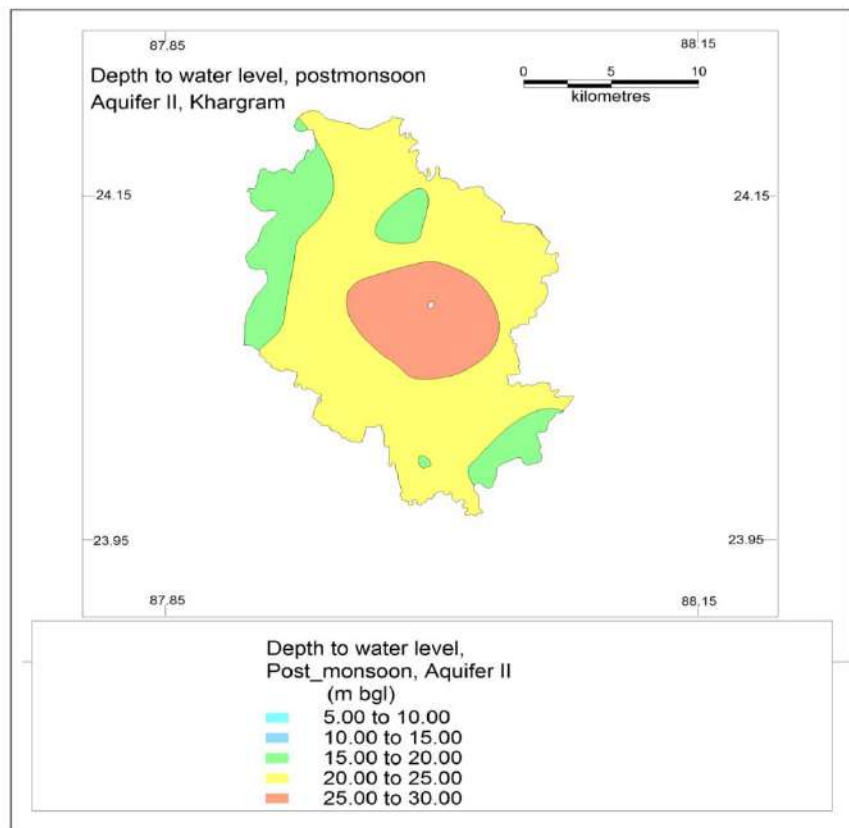 87.85
88.15
Depth to water level, postmonsoon
Aquifer II, Khargram
0 5 10
kilometres
24.15
24.15
23.95
23.95
87.85
88.15
Depth to water level,
Post_monsoon, Aquifer II
(m bgl)
5.00 to 10.00
10.00 to 15.00
15.00 to 20.00
20.00 to 25.00
25.00 to 30.00